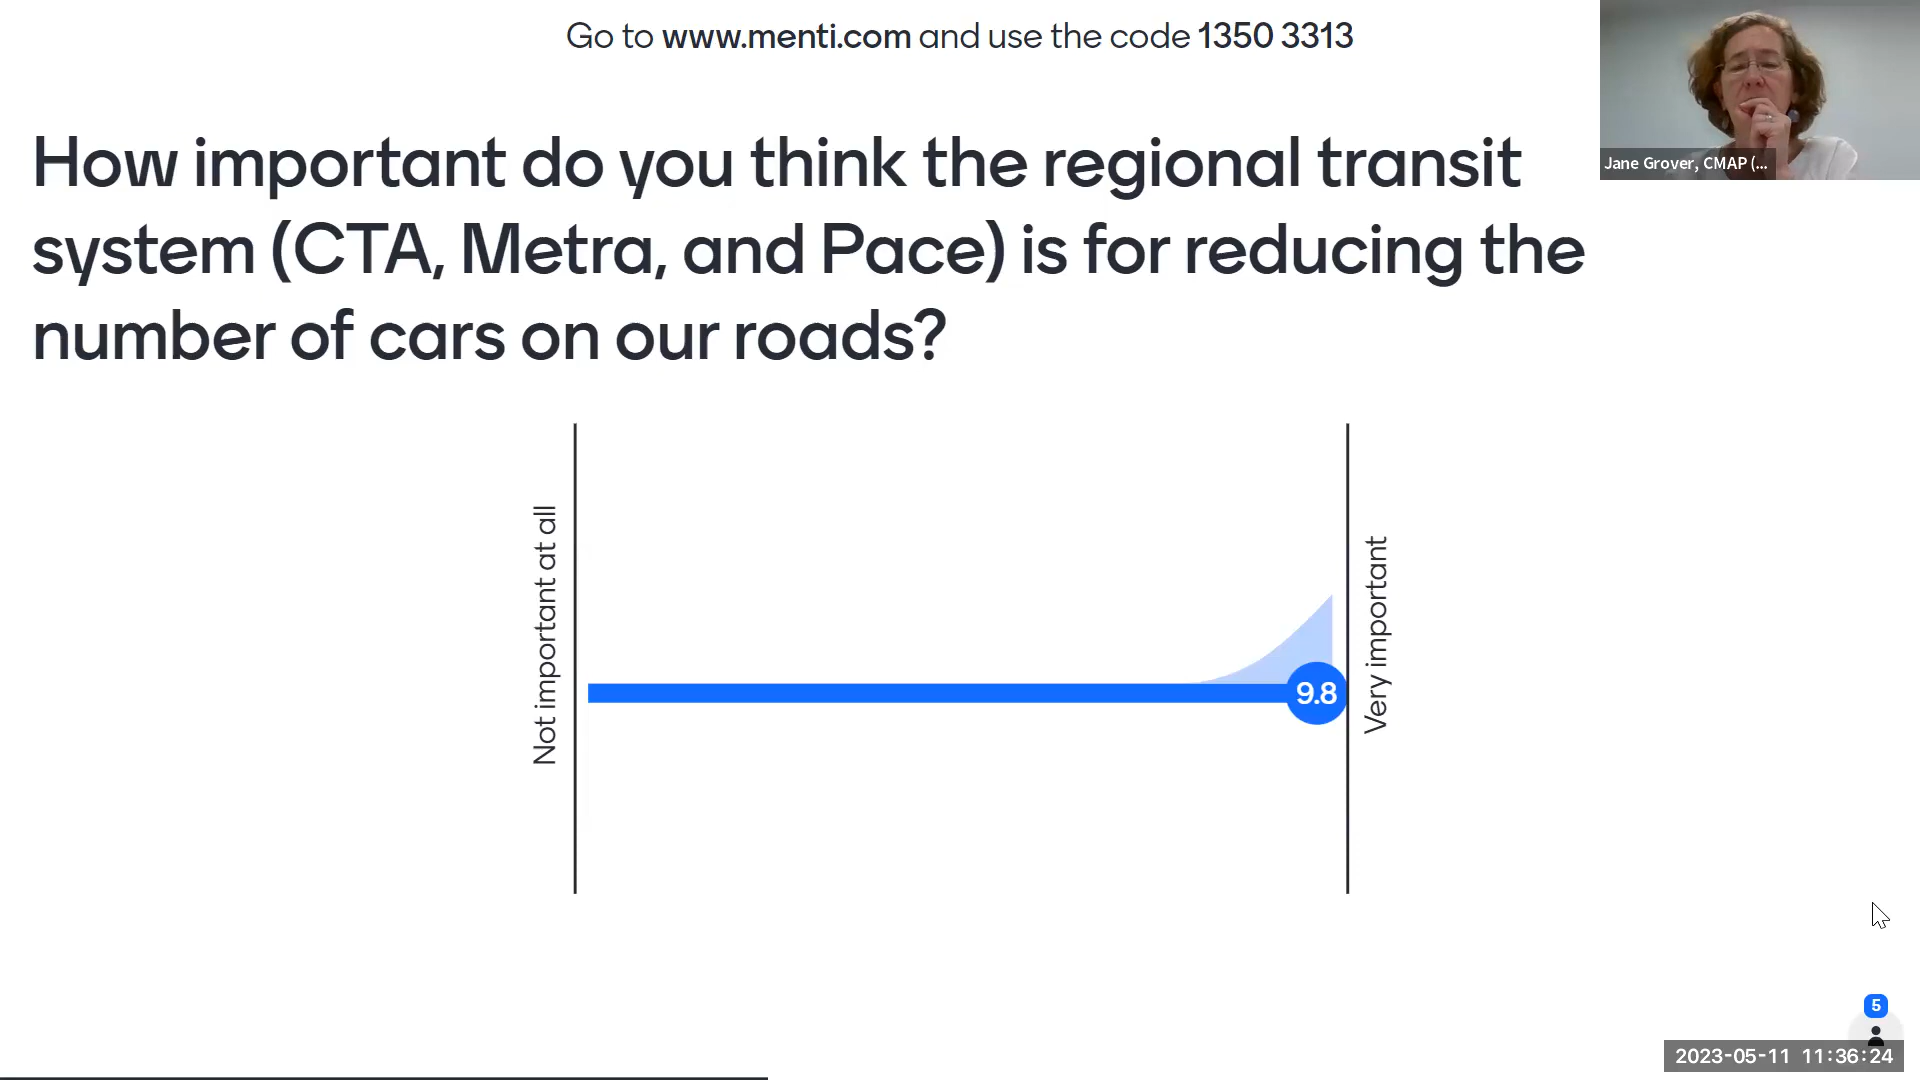 Go to www.menti.com and use the code 1350 3313
Jane Grover, CMAP (...
How important do you think the regional transit
system (CTA, Metra, and Pace) is for reducing the
number of cars on our roads?
Not important at all
9.8
Very important
5
2023-05-11 11:36:24